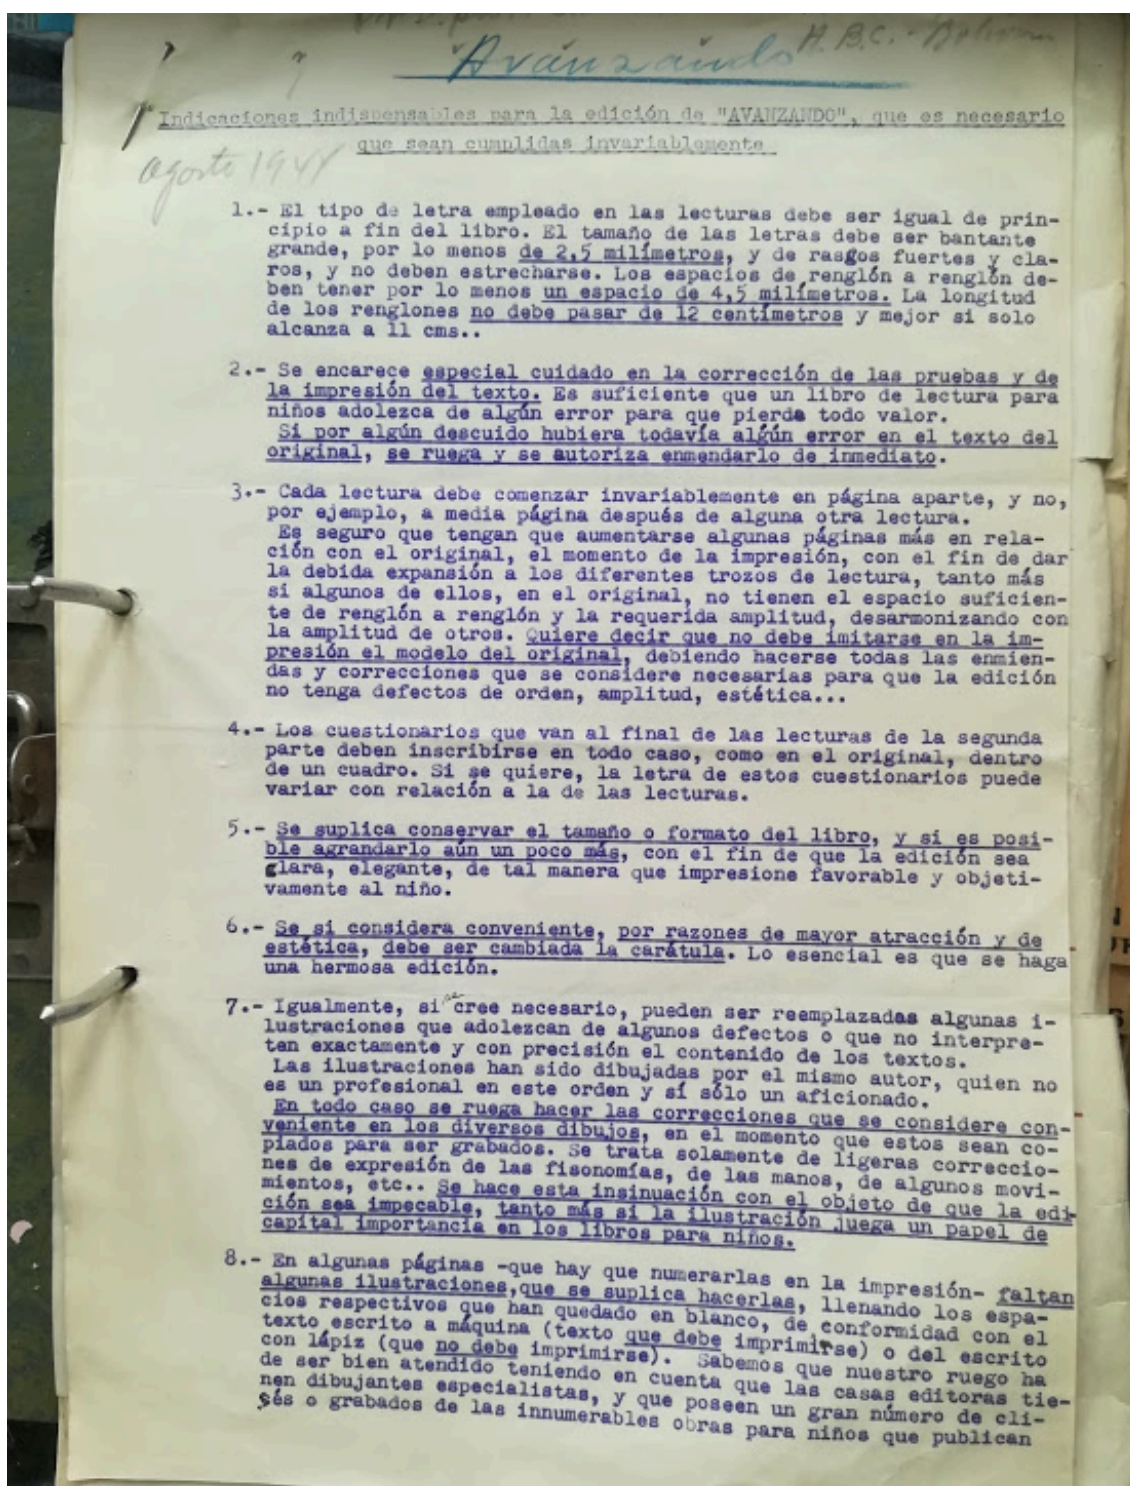 "Avanzando"
A. B. C. - Bolivar
Indicaciones indispensables para la edición de "AVANZANDO", que es necesario
que sean cumplidas invariablemente
agosto 194
1.- El tipo de letra empleado en las lecturas debe ser igual de prin-
cipio a fin del libro. El tamaño de las letras debe ser bantante
grande, por lo menos de 2,5 milímetros, y de rasgos fuertes y cla-
ros, y no deben estrecharse. Los espacios de renglón a renglón de-
ben tener por lo menos un espacio de 4,5 milímetros. La longitud
de los renglones no debe pasar de 12 centímetros y mejor si solo
alcanza a 11 cms..
2.- Se encarece especial cuidado en la corrección de las pruebas y de
la impresión del texto. Es suficiente que un libro de lectura para
niños adolezca de algún error para que pierda todo valor.
Si por algún descuido hubiera todavía algún error en el texto del
original, se ruega y se autoriza enmendarlo de inmediato.
3.- Cada lectura debe comenzar invariablemente en página aparte, y no,
por ejemplo, a media página después de alguna otra lectura.
Es seguro que tengan que aumentarse algunas páginas más en rela-
ción con el original, el momento de la impresión, con el fin de dar
la debida expansión a los diferentes trozos de lectura, tanto más
si algunos de ellos, en el original, no tienen el espacio suficien-
te de renglón a renglón y la requerida amplitud, desarmonizando con
la amplitud de otros. Quiere decir que no debe imitarse en la im-
presión el modelo del original, debiendo hacerse todas las enmien-
das y correcciones que se considere necesarias para que la edición
no tenga defectos de orden, amplitud, estética...
4.- Los cuestionarios que van al final de las lecturas de la segunda
parte deben inscribirse en todo caso, como en el original, dentro
de un cuadro. Si se quiere, la letra de estos cuestionarios puede
variar con relación a la de las lecturas.
5.- Se suplica conservar el tamaño o formato del libro, y si es posi-
ble agrandarlo aún un poco más, con el fin de que la edición sea
clara, elegante, de tal manera que impresione favorable y objeti-
vamente al niño.
6.- Se si considera conveniente, por razones de mayor atracción y de
estética, debe ser cambiada la carátula. Lo esencial es que se haga
una hermosa edición.
7.- Igualmente, si se cree necesario, pueden ser reemplazadas algunas i-
lustraciones que adolezcan de algunos defectos o que no interpre-
ten exactamente y con precisión el contenido de los textos.
Las ilustraciones han sido dibujadas por el mismo autor, quien no
es un profesional en este orden y sí sólo un aficionado.
En todo caso se ruega hacer las correcciones que se considere con-
veniente en los diversos dibujos, en el momento que estos sean co-
piados para ser grabados. Se trata solamente de ligeras correccio-
nes de expresión de las fisonomías, de las manos, de algunos movi-
mientos, etc.. Se hace esta insinuación con el objeto de que la edi-
ción sea impecable, tanto más si la ilustración juega un papel de
capital importancia en los libros para niños.
8.- En algunas páginas -que hay que numerarlas en la impresión- faltan
algunas ilustraciones,que se suplica hacerlas, llenando los espa-
cios respectivos que han quedado en blanco, de conformidad con el
texto escrito a máquina (texto que debe imprimirse) o del escrito
con lápiz (que no debe imprimirse). Sabemos que nuestro ruego ha
de ser bien atendido teniendo en cuenta que las casas editoras tie-
nen dibujantes especialistas, y que poseen un gran número de cli-
sés o grabados de las innumerables obras para niños que publican